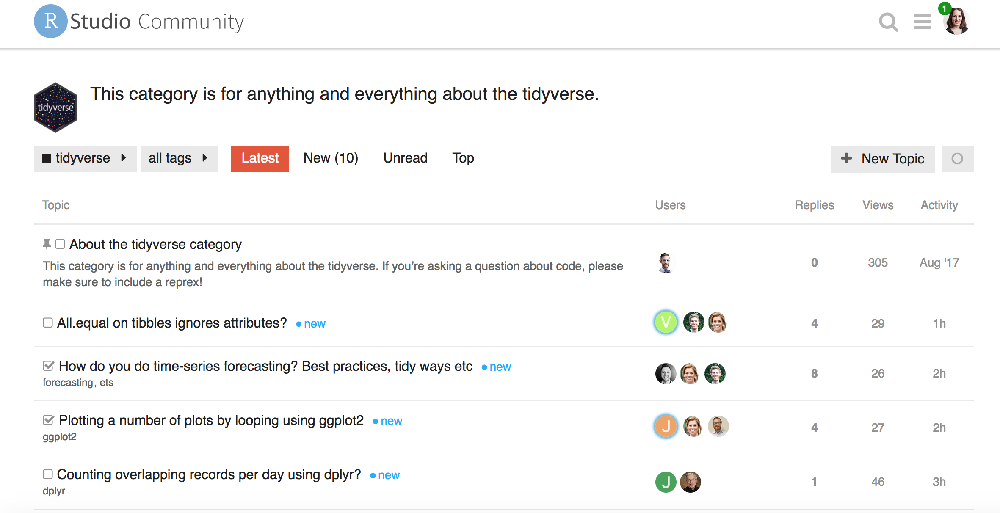 R Studio Community
1
tidyverse
This category is for anything and everything about the tidyverse.
tidyverse
all tags
Latest
New (10)
Unread
Top
+ New Topic
Topic
Users
Replies
Views
Activity
About the tidyverse category
This category is for anything and everything about the tidyverse. If you’re asking a question about code, please
make sure to include a reprex!
0
305
Aug '17
All.equal on tibbles ignores attributes? • new
V
4
29
1h
How do you do time-series forecasting? Best practices, tidy ways etc • new
forecasting, ets
8
26
2h
Plotting a number of plots by looping using ggplot2 • new
ggplot2
J
4
27
2h
Counting overlapping records per day using dplyr? • new
dplyr
J
1
46
3h